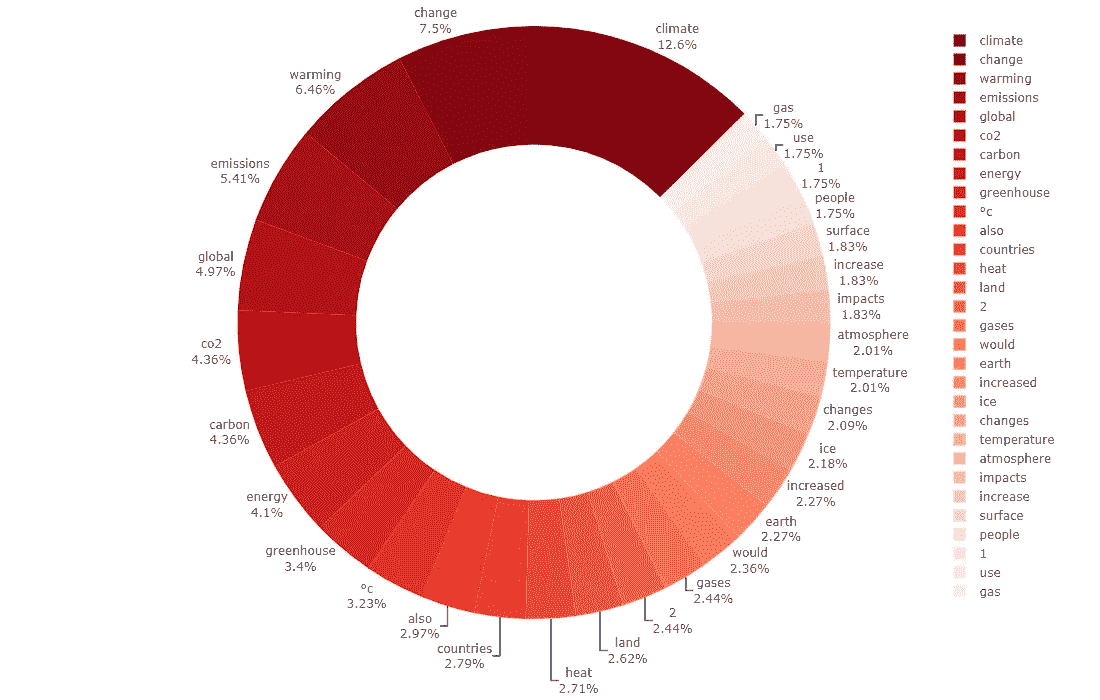 change
7.5%
climate
12.6%
warming
6.46%
emissions
5.41%
global
4.97%
co2
4.36%
carbon
4.36%
energy
4.1%
greenhouse
3.4%
°c
3.23%
also
2.97%
countries
2.79%
heat
2.71%
land
2.62%
2
2.44%
gases
2.44%
would
2.36%
earth
2.27%
increased
2.27%
ice
2.18%
changes
2.09%
temperature
2.01%
atmosphere
2.01%
impacts
1.83%
increase
1.83%
surface
1.83%
people
1.75%
1
1.75%
use
1.75%
gas
1.75%
climate
change
warming
emissions
global
co2
carbon
energy
greenhouse
°c
also
countries
heat
land
2
gases
would
earth
increased
ice
changes
temperature
atmosphere
impacts
increase
surface
people
1
use
gas